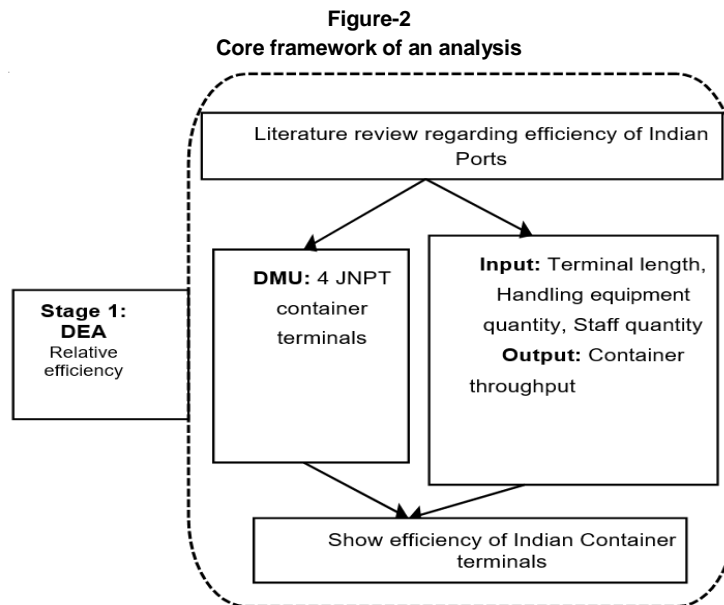 Figure-2
Core framework of an analysis
Literature review regarding efficiency of Indian
Ports
Stage 1:
DEA
Relative
efficiency
DMU: 4 JNPT
container
terminals
Input: Terminal length,
Handling equipment
quantity, Staff quantity
Output: Container
throughput
Show efficiency of Indian Container
terminals